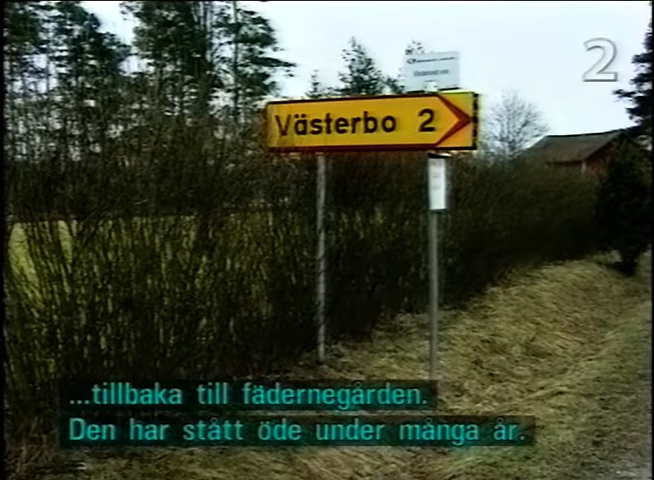 2
Västerbo 2
...tillbaka till fädernegården.
Den har stått öde under många år.